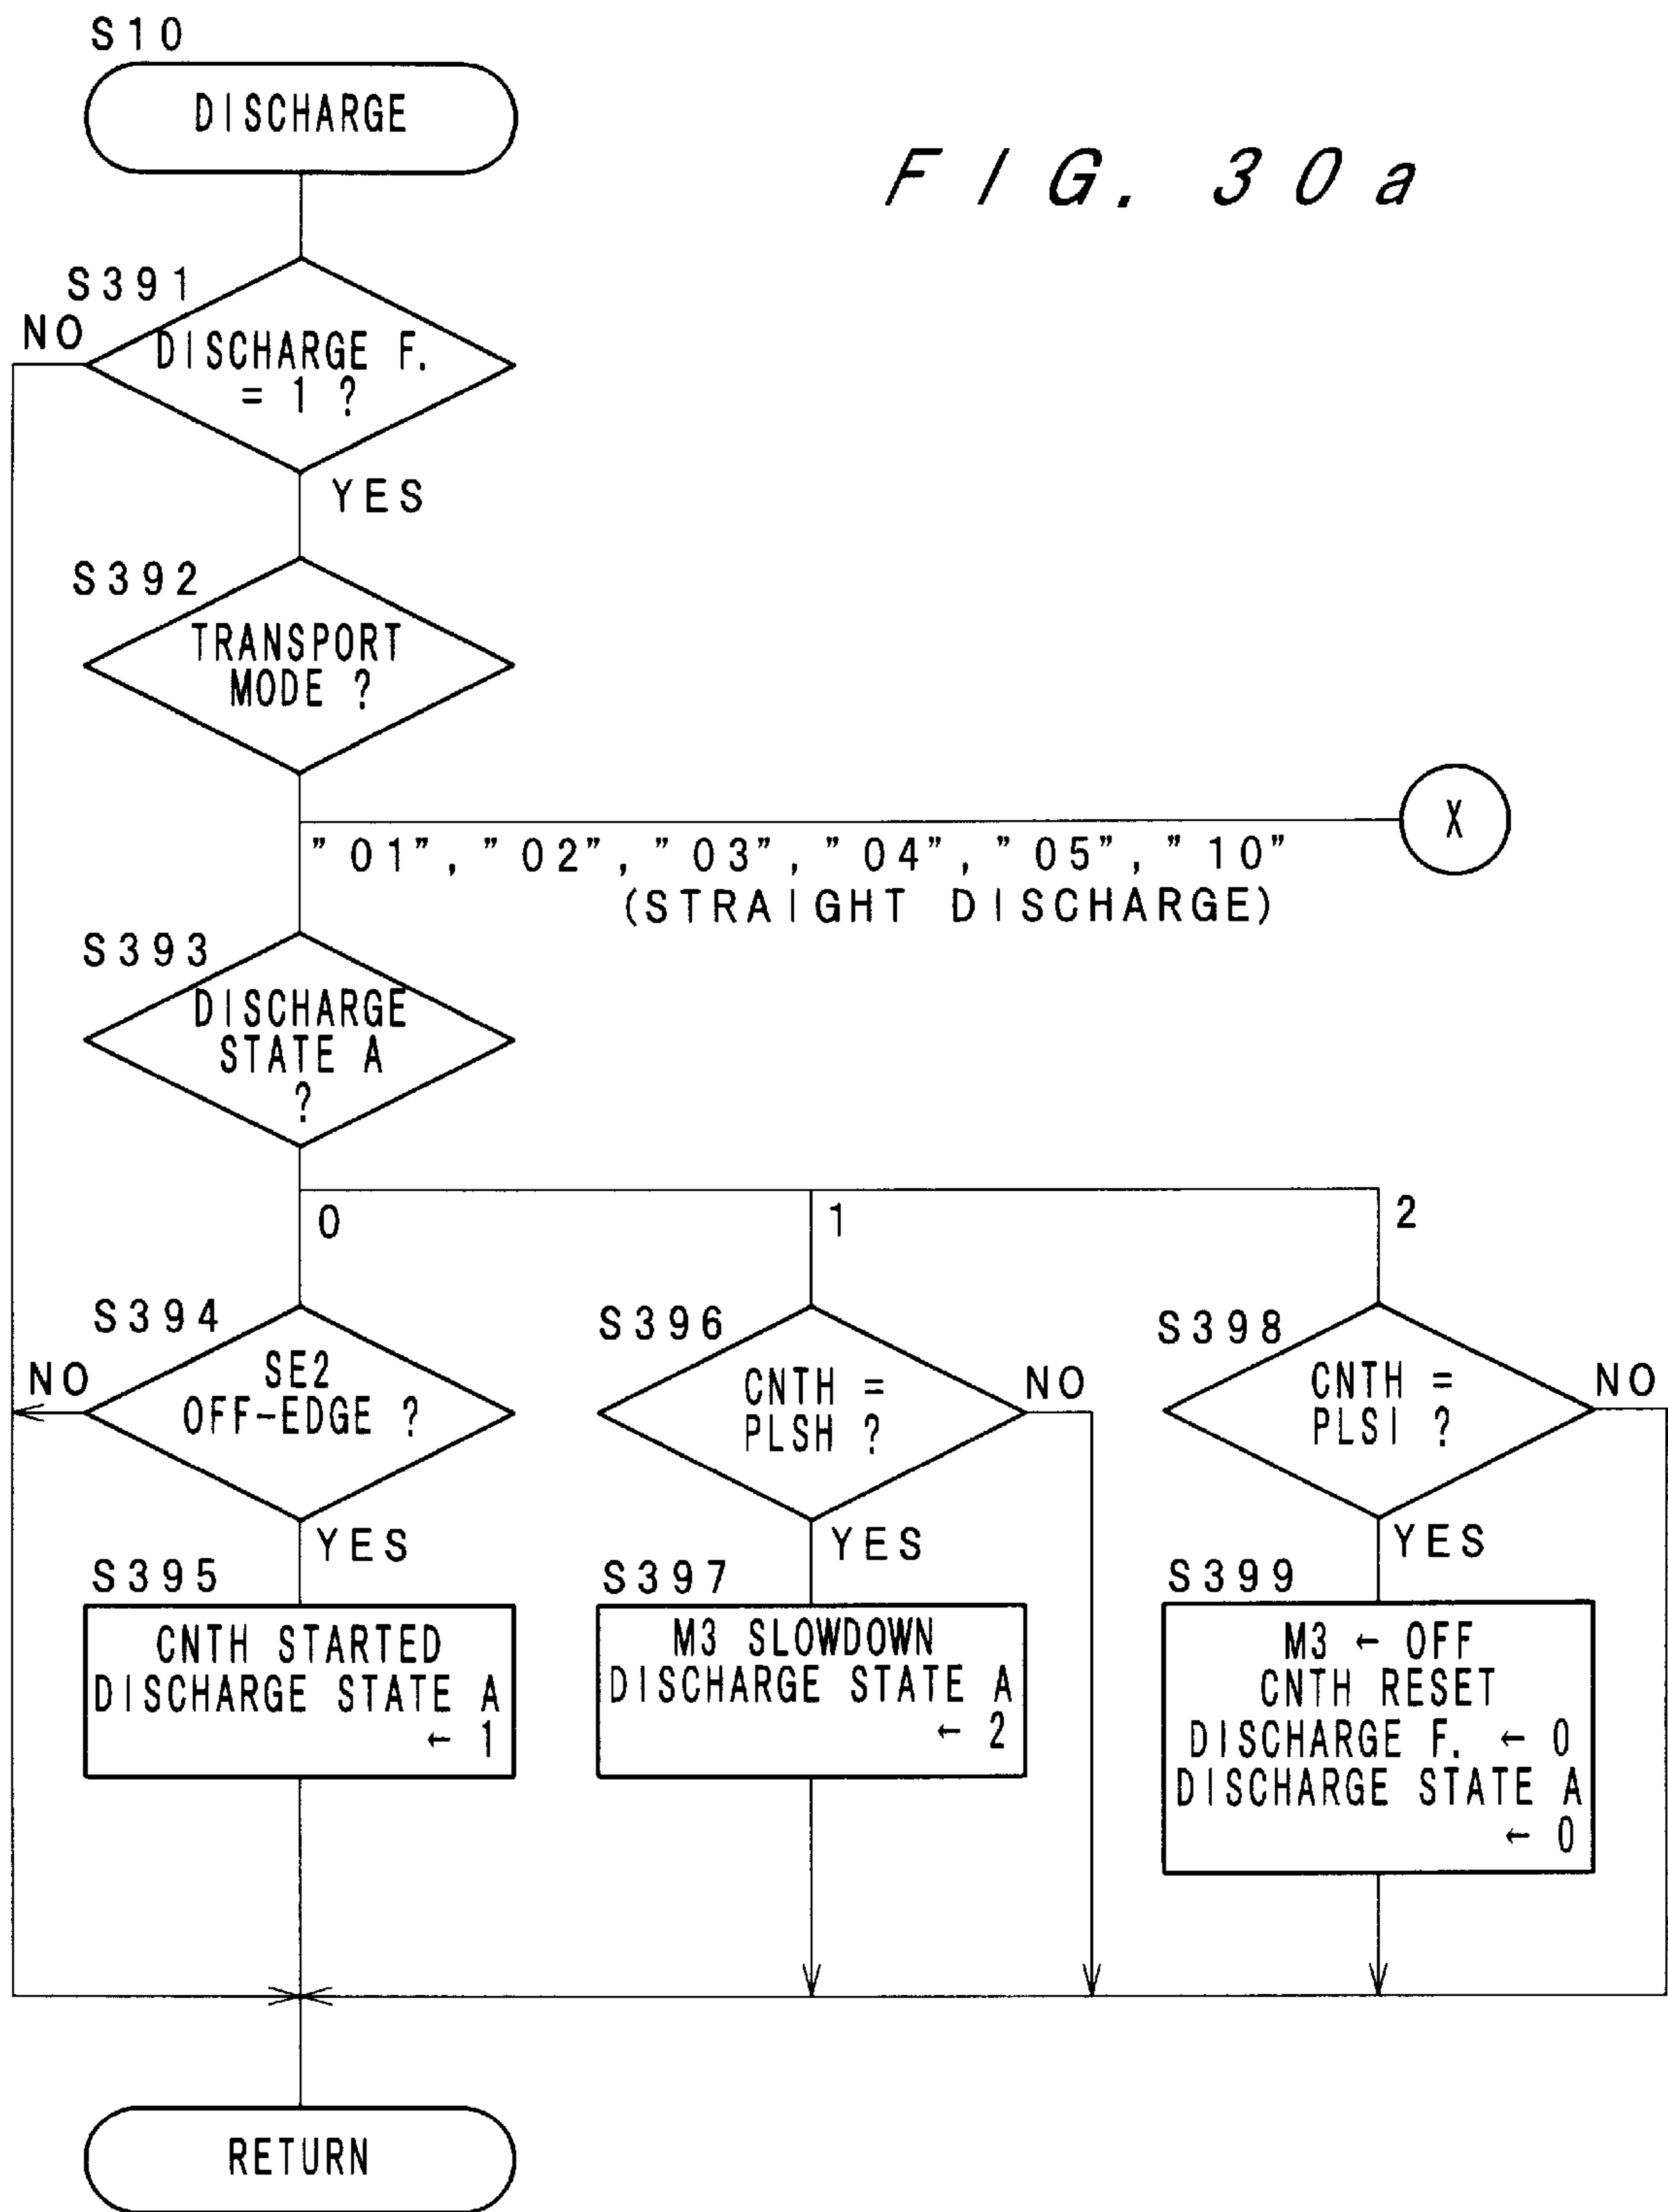 S10
DISCHARGE
FIG. 30a
S391
NO
DISCHARGE F.
= 1 ?
YES
S392
TRANSPORT
MODE ?
X
"01", "02", "03", "04", "05", "10"
(STRAIGHT DISCHARGE)
S393
DISCHARGE
STATE A
?
0
1
2
S394
NO
SE2
OFF-EDGE ?
YES
S396
CNTH =
PLSH ?
NO
YES
S398
CNTH =
PLSI ?
NO
YES
S395
CNTH STARTED
DISCHARGE STATE A
← 1
S397
M3 SLOWDOWN
DISCHARGE STATE A
← 2
S399
M3 ← OFF
CNTH RESET
DISCHARGE F. ← 0
DISCHARGE STATE A
← 0
RETURN